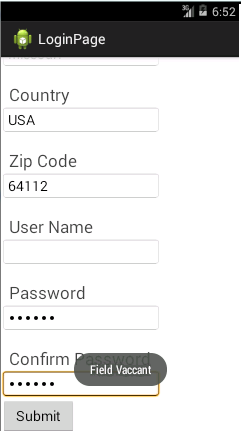 6:52
LoginPage
Country
USA
Zip Code
64112
User Name
Password
••••••
Confirm Password
Field Vaccant
••••••
Submit